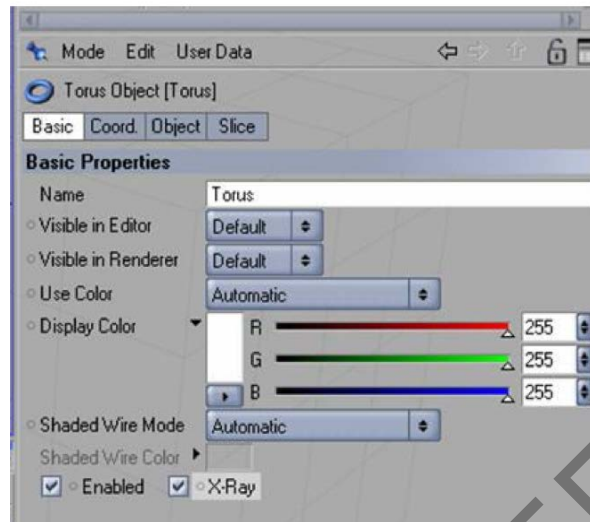 Mode Edit User Data
Torus Object [Torus]
Basic Coord. Object Slice
Basic Properties
Name Torus
Visible in Editor Default
Visible in Renderer Default
Use Color Automatic
Display Color R 255
G 255
B 255
Shaded Wire Mode Automatic
Shaded Wire Color
Enabled X-Ray